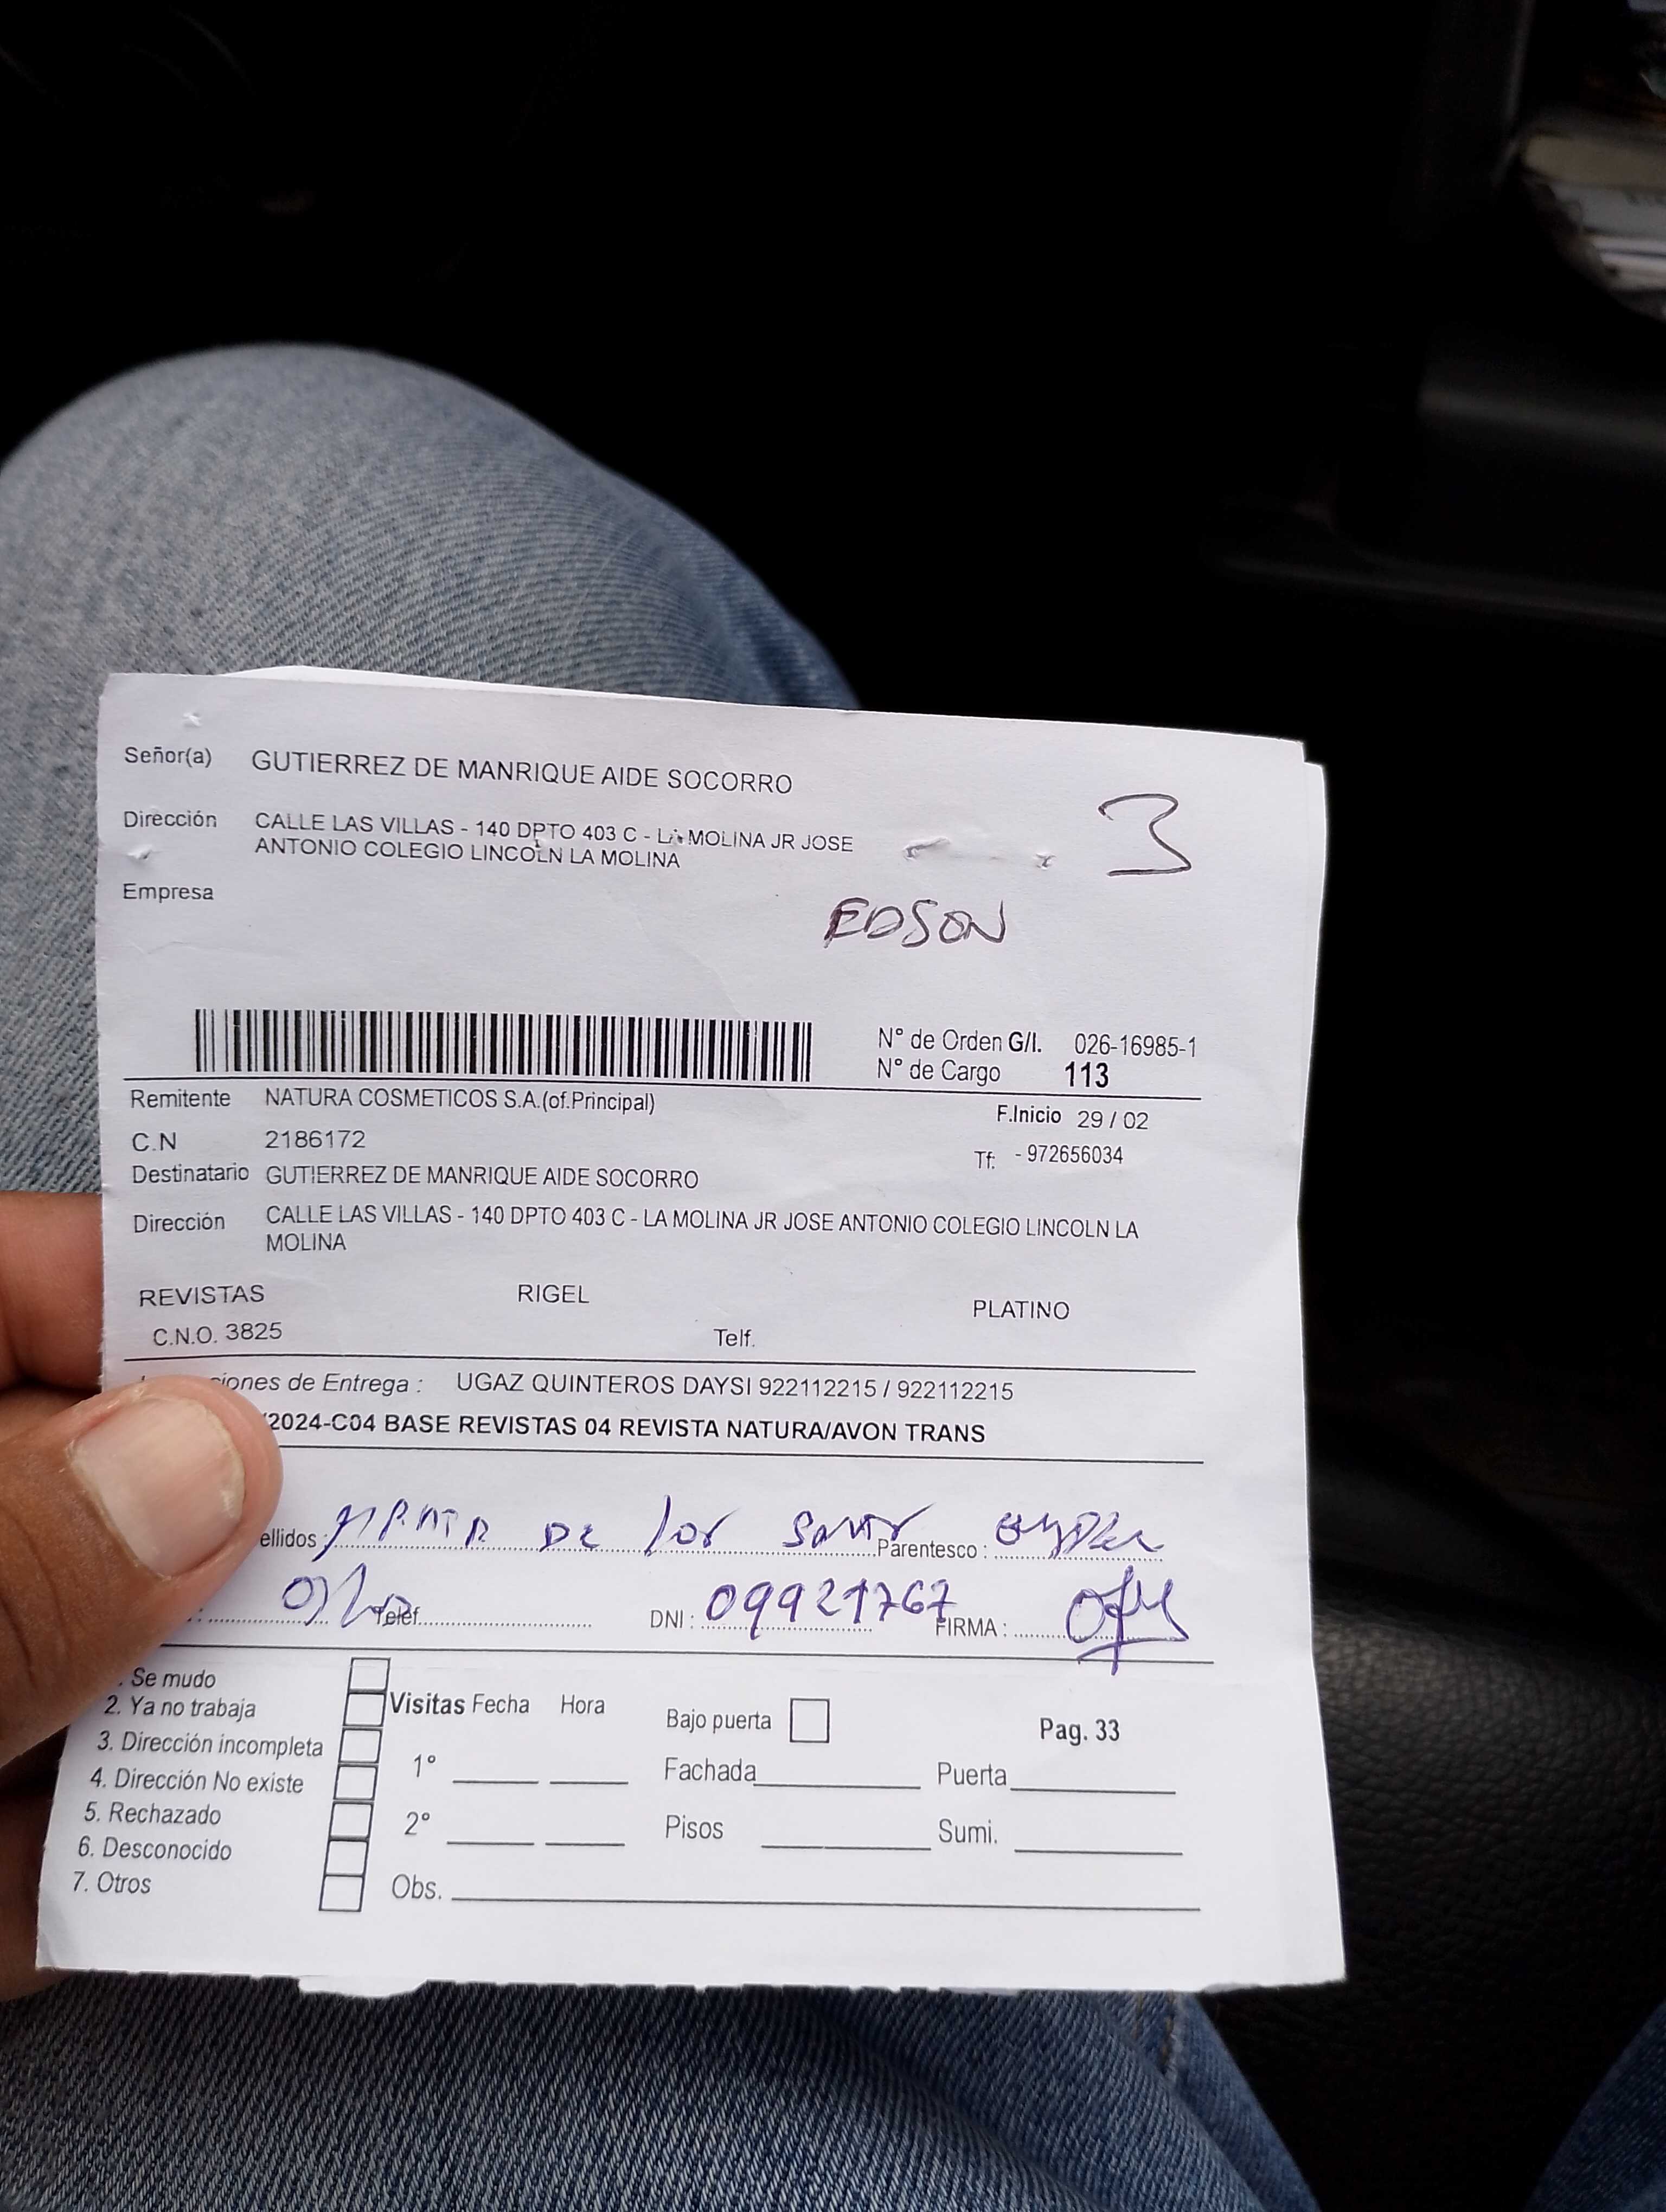 Señor(a) GUTIERREZ DE MANRIQUE AIDE SOCORRO
3
Dirección CALLE LAS VILLAS - 140 DPTO 403 C - LA MOLINA JR JOSE
ANTONIO COLEGIO LINCOLN LA MOLINA
Empresa
EDSON
N° de Orden G/I. 026-16985-1
N° de Cargo 113
Remitente NATURA COSMETICOS S.A.(of.Principal)
F.Inicio 29 / 02
C.N 2186172
Tf: - 972656034
Destinatario GUTIERREZ DE MANRIQUE AIDE SOCORRO
Dirección CALLE LAS VILLAS - 140 DPTO 403 C - LA MOLINA JR JOSE ANTONIO COLEGIO LINCOLN LA
MOLINA
REVISTAS RIGEL PLATINO
C.N.O. 3825 Telf.
iones de Entrega : UGAZ QUINTEROS DAYSI 922112215 / 922112215
/2024-C04 BASE REVISTAS 04 REVISTA NATURA/AVON TRANS
ellidos : DE los Parentesco :
Telef. DNI : 09921767 FIRMA :
. Se mudo
2. Ya no trabaja
3. Dirección incompleta
4. Dirección No existe
5. Rechazado
6. Desconocido
7. Otros
Visitas Fecha Hora
1°
2°
Obs.
Bajo puerta
Pag. 33
Fachada Puerta
Pisos Sumi.